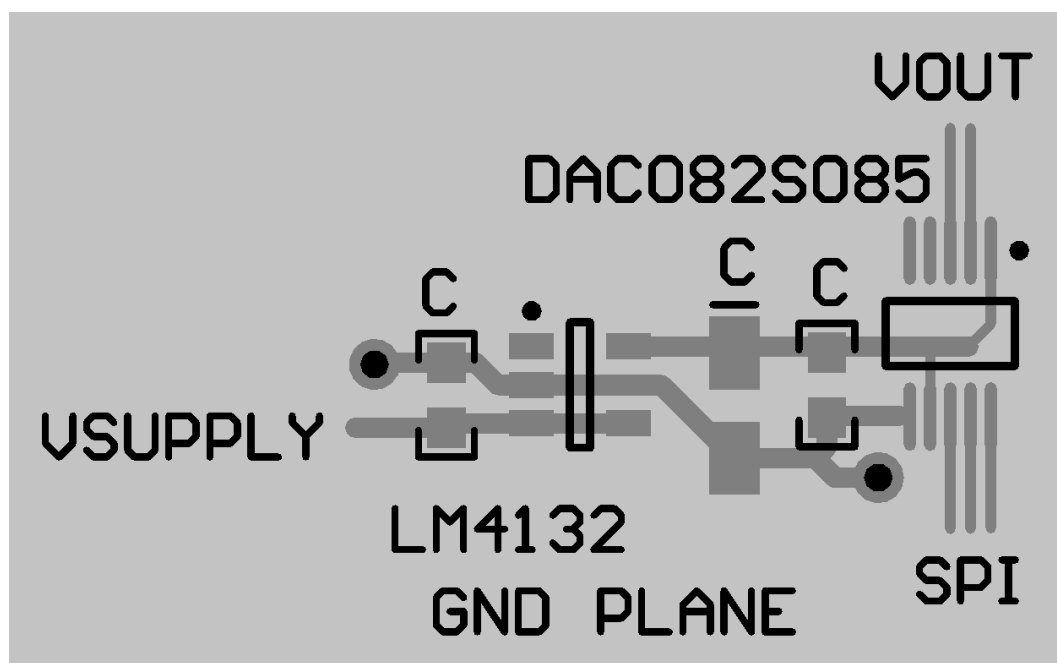 VOUT
DAC082S085
C
C
C
VSUPPLY
LM4132
SPI
GND PLANE